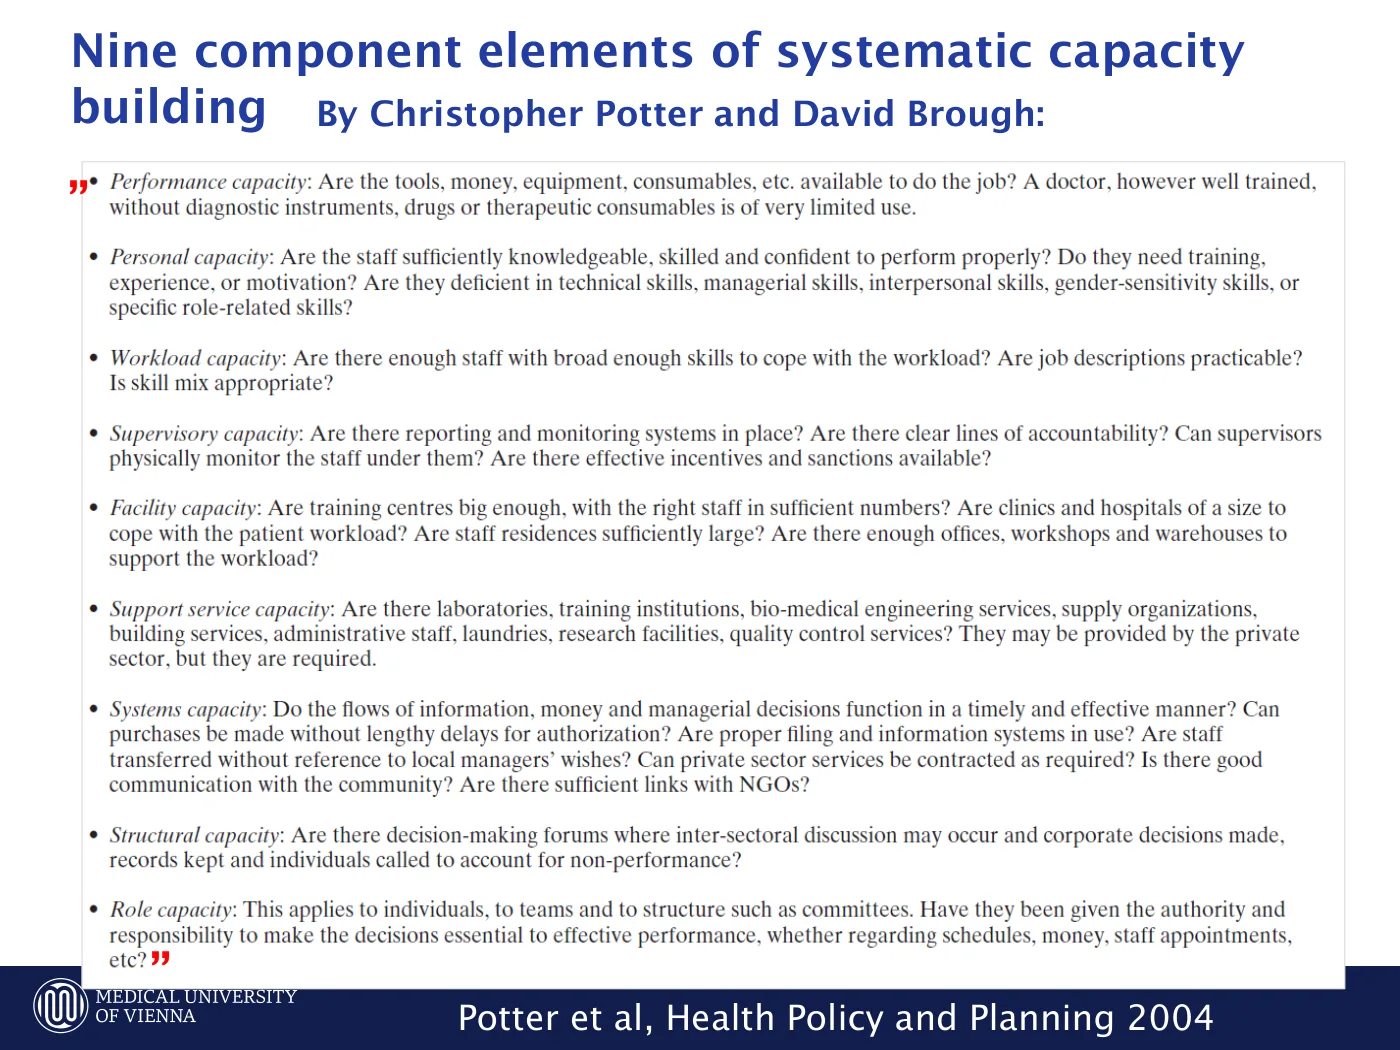 Nine component elements of systematic capacity
building By Christopher Potter and David Brough:
”• Performance capacity: Are the tools, money, equipment, consumables, etc. available to do the job? A doctor, however well trained,
without diagnostic instruments, drugs or therapeutic consumables is of very limited use.
• Personal capacity: Are the staff sufficiently knowledgeable, skilled and confident to perform properly? Do they need training,
experience, or motivation? Are they deficient in technical skills, managerial skills, interpersonal skills, gender-sensitivity skills, or
specific role-related skills?
• Workload capacity: Are there enough staff with broad enough skills to cope with the workload? Are job descriptions practicable?
Is skill mix appropriate?
• Supervisory capacity: Are there reporting and monitoring systems in place? Are there clear lines of accountability? Can supervisors
physically monitor the staff under them? Are there effective incentives and sanctions available?
• Facility capacity: Are training centres big enough, with the right staff in sufficient numbers? Are clinics and hospitals of a size to
cope with the patient workload? Are staff residences sufficiently large? Are there enough offices, workshops and warehouses to
support the workload?
• Support service capacity: Are there laboratories, training institutions, bio-medical engineering services, supply organizations,
building services, administrative staff, laundries, research facilities, quality control services? They may be provided by the private
sector, but they are required.
• Systems capacity: Do the flows of information, money and managerial decisions function in a timely and effective manner? Can
purchases be made without lengthy delays for authorization? Are proper filing and information systems in use? Are staff
transferred without reference to local managers’ wishes? Can private sector services be contracted as required? Is there good
communication with the community? Are there sufficient links with NGOs?
• Structural capacity: Are there decision-making forums where inter-sectoral discussion may occur and corporate decisions made,
records kept and individuals called to account for non-performance?
• Role capacity: This applies to individuals, to teams and to structure such as committees. Have they been given the authority and
responsibility to make the decisions essential to effective performance, whether regarding schedules, money, staff appointments,
etc?”
MEDICAL UNIVERSITY
OF VIENNA
Potter et al, Health Policy and Planning 2004